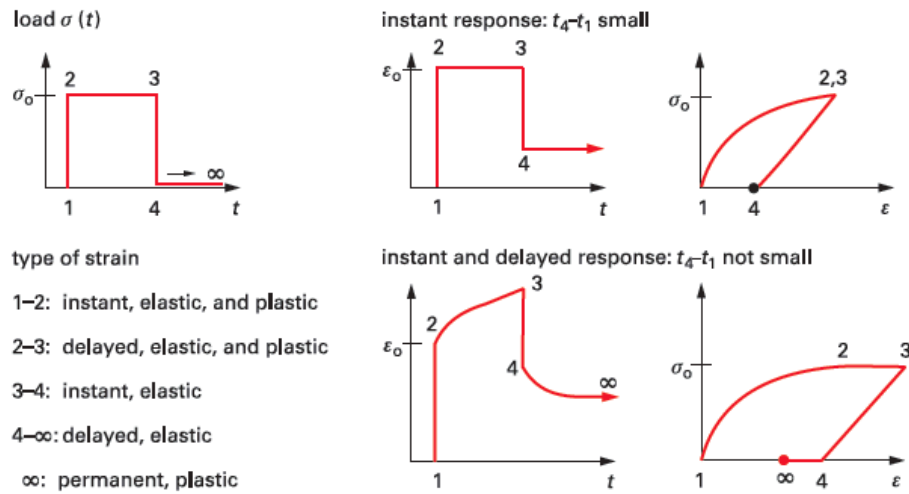 load σ (t)
instant response: t₄–t₁ small
2 3
σₒ
→ ∞
1 4 t
2 3
εₒ
4
1 t
2,3
σₒ
1 4 ε
type of strain
1–2: instant, elastic, and plastic
2–3: delayed, elastic, and plastic
3–4: instant, elastic
4–∞: delayed, elastic
∞: permanent, plastic
instant and delayed response: t₄–t₁ not small
3
2
εₒ
4
∞
1 t
2 3
σₒ
1 ∞ 4 ε